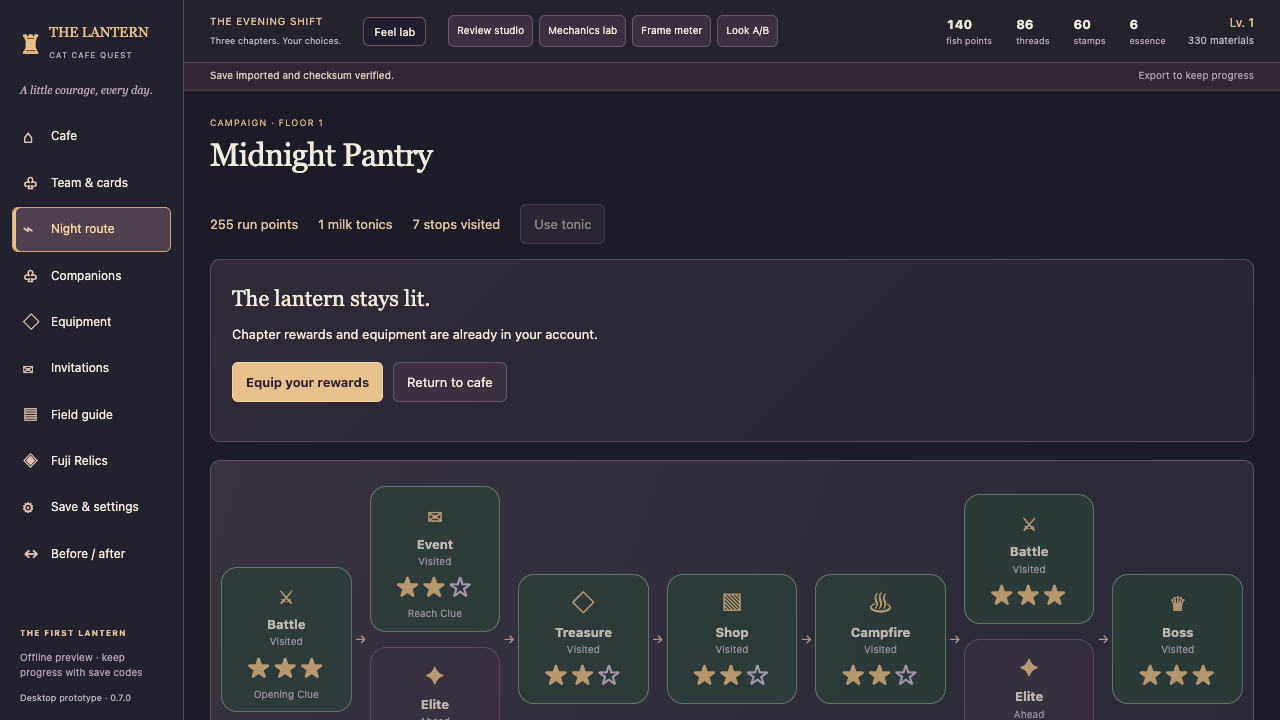 THE LANTERN
CAT CAFE QUEST
A little courage, every day.
Cafe
Team & cards
Night route
Companions
Equipment
Invitations
Field guide
Fuji Relics
Save & settings
Before / after
THE FIRST LANTERN
Offline preview · keep
progress with save codes
Desktop prototype · 0.7.0
THE EVENING SHIFT
Three chapters. Your choices.
Feel lab
Review studio
Mechanics lab
Frame meter
Look A/B
140
fish points
86
threads
60
stamps
6
essence
Lv. 1
330 materials
Save imported and checksum verified.
Export to keep progress
CAMPAIGN · FLOOR 1
Midnight Pantry
255 run points
1 milk tonics
7 stops visited
Use tonic
The lantern stays lit.
Chapter rewards and equipment are already in your account.
Equip your rewards
Return to cafe
Battle
Visited
Opening Clue
Event
Visited
Reach Clue
Elite
Ahead
Treasure
Visited
Shop
Visited
Campfire
Visited
Battle
Visited
Elite
Ahead
Boss
Visited